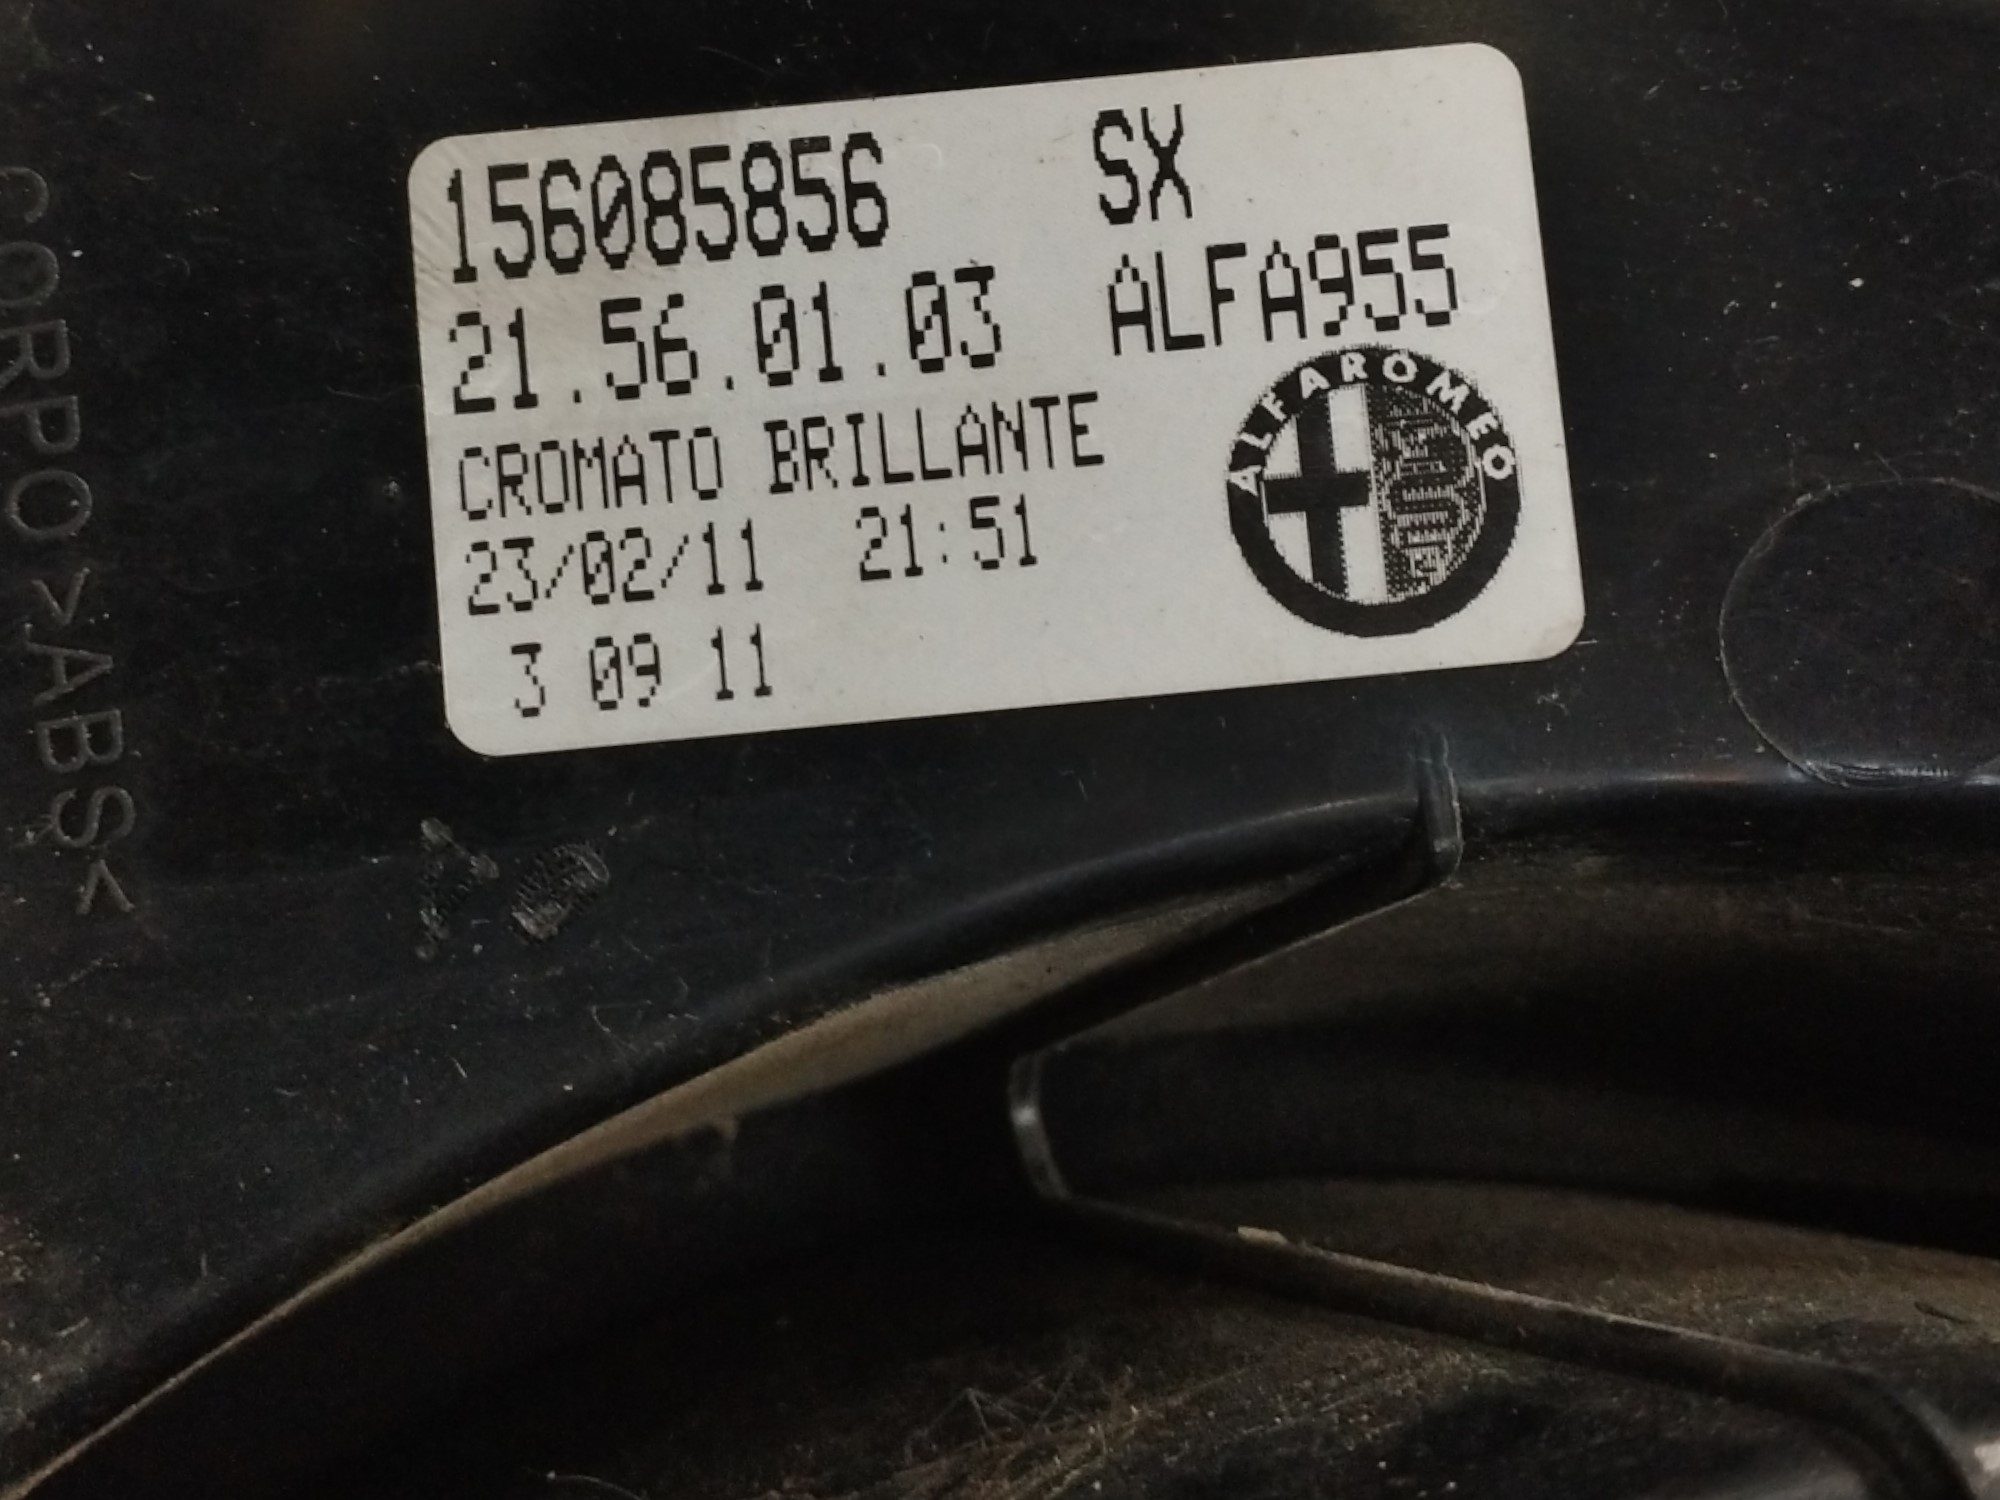 156085856 SX
21.56.01.03 ALFA955
CROMATO BRILLANTE
23/02/11 21:51
3 09 11
ALFA ROMEO
CORPO >ABS<